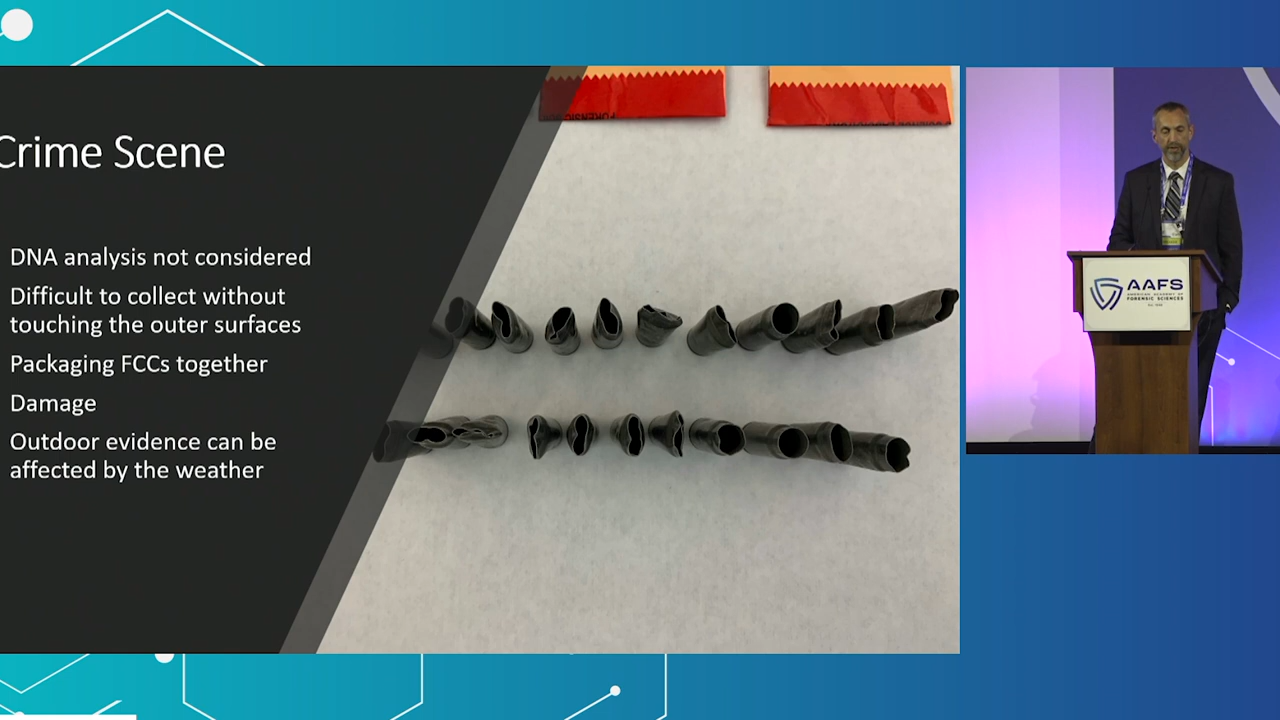 Crime Scene
DNA analysis not considered
Difficult to collect without
touching the outer surfaces
Packaging FCCs together
Damage
Outdoor evidence can be
affected by the weather
AAFS
AMERICAN ACADEMY OF
FORENSIC SCIENCES